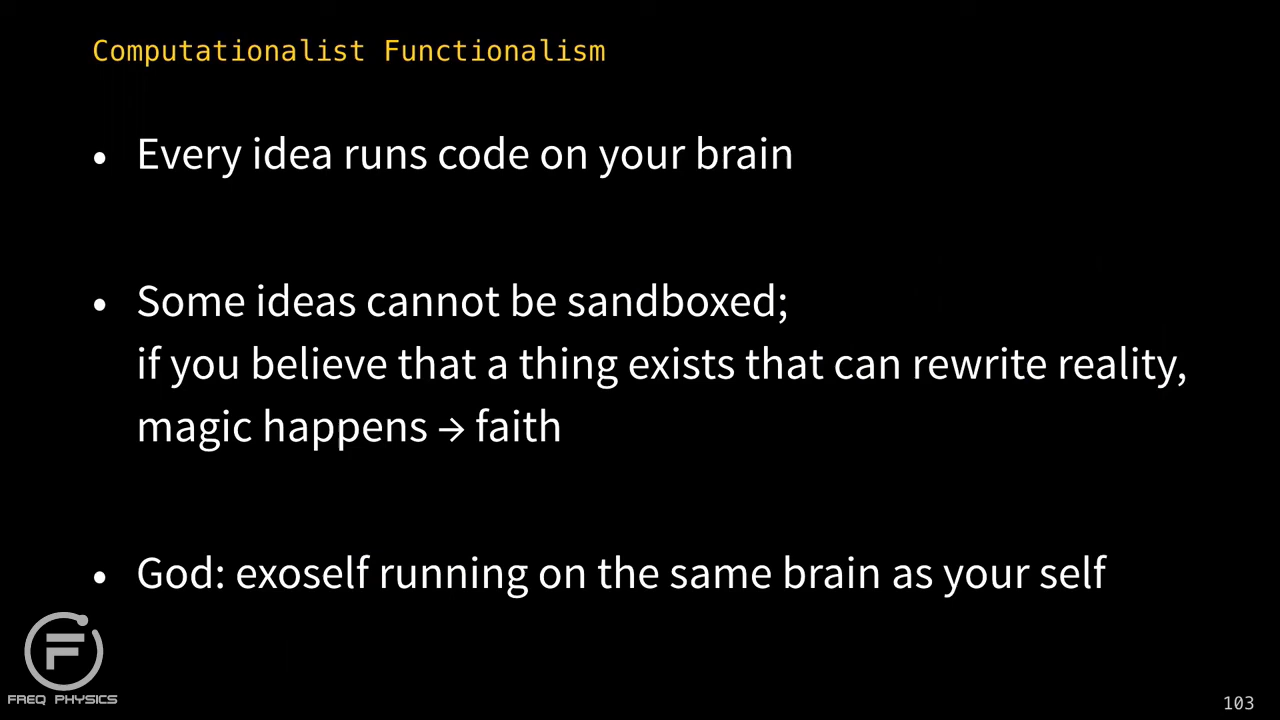 Computationalist Functionalism
• Every idea runs code on your brain
• Some ideas cannot be sandboxed;
if you believe that a thing exists that can rewrite reality,
magic happens → faith
• God: exoself running on the same brain as your self
F
FREQ PHYSICS
103